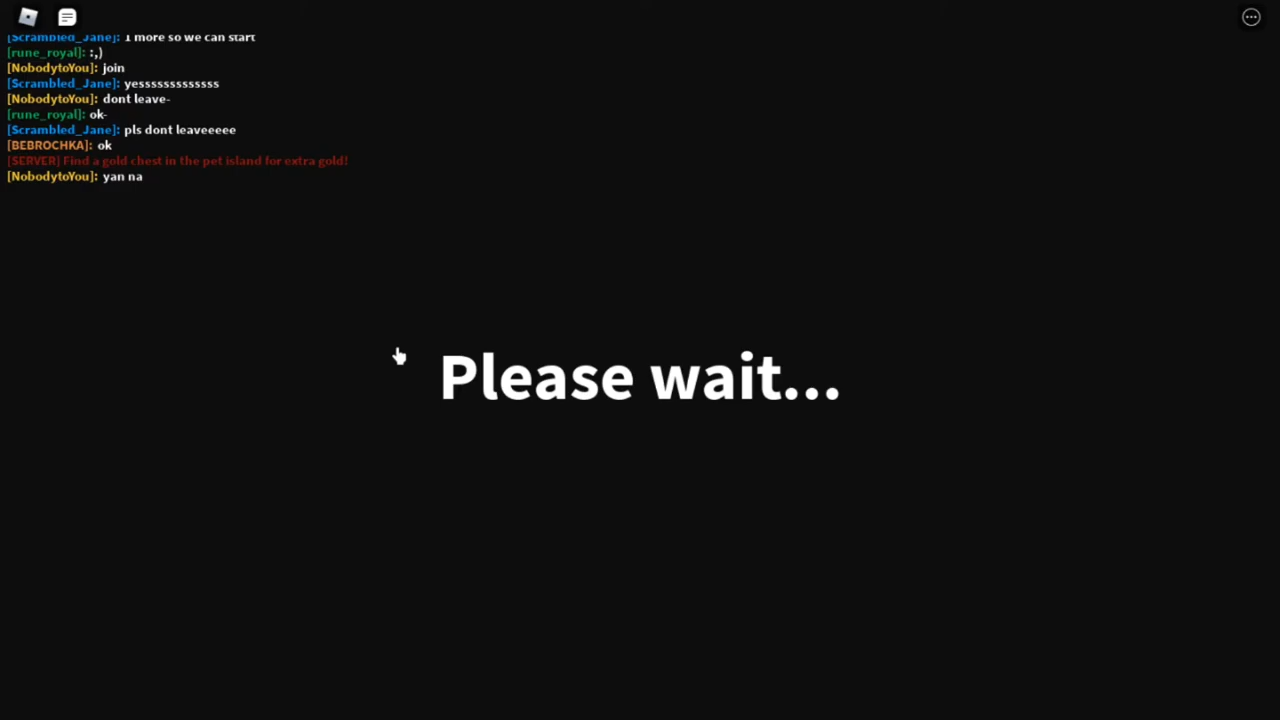 [Scrambled_Jane]: 1 more so we can start
[rune_royal]: :,)
[NobodytoYou]: join
[Scrambled_Jane]: yesssssssssssss
[NobodytoYou]: dont leave-
[rune_royal]: ok-
[Scrambled_Jane]: pls dont leaveeeee
[BEBROCHKA]: ok
[SERVER] Find a gold chest in the pet island for extra gold!
[NobodytoYou]: yan na
Please wait...